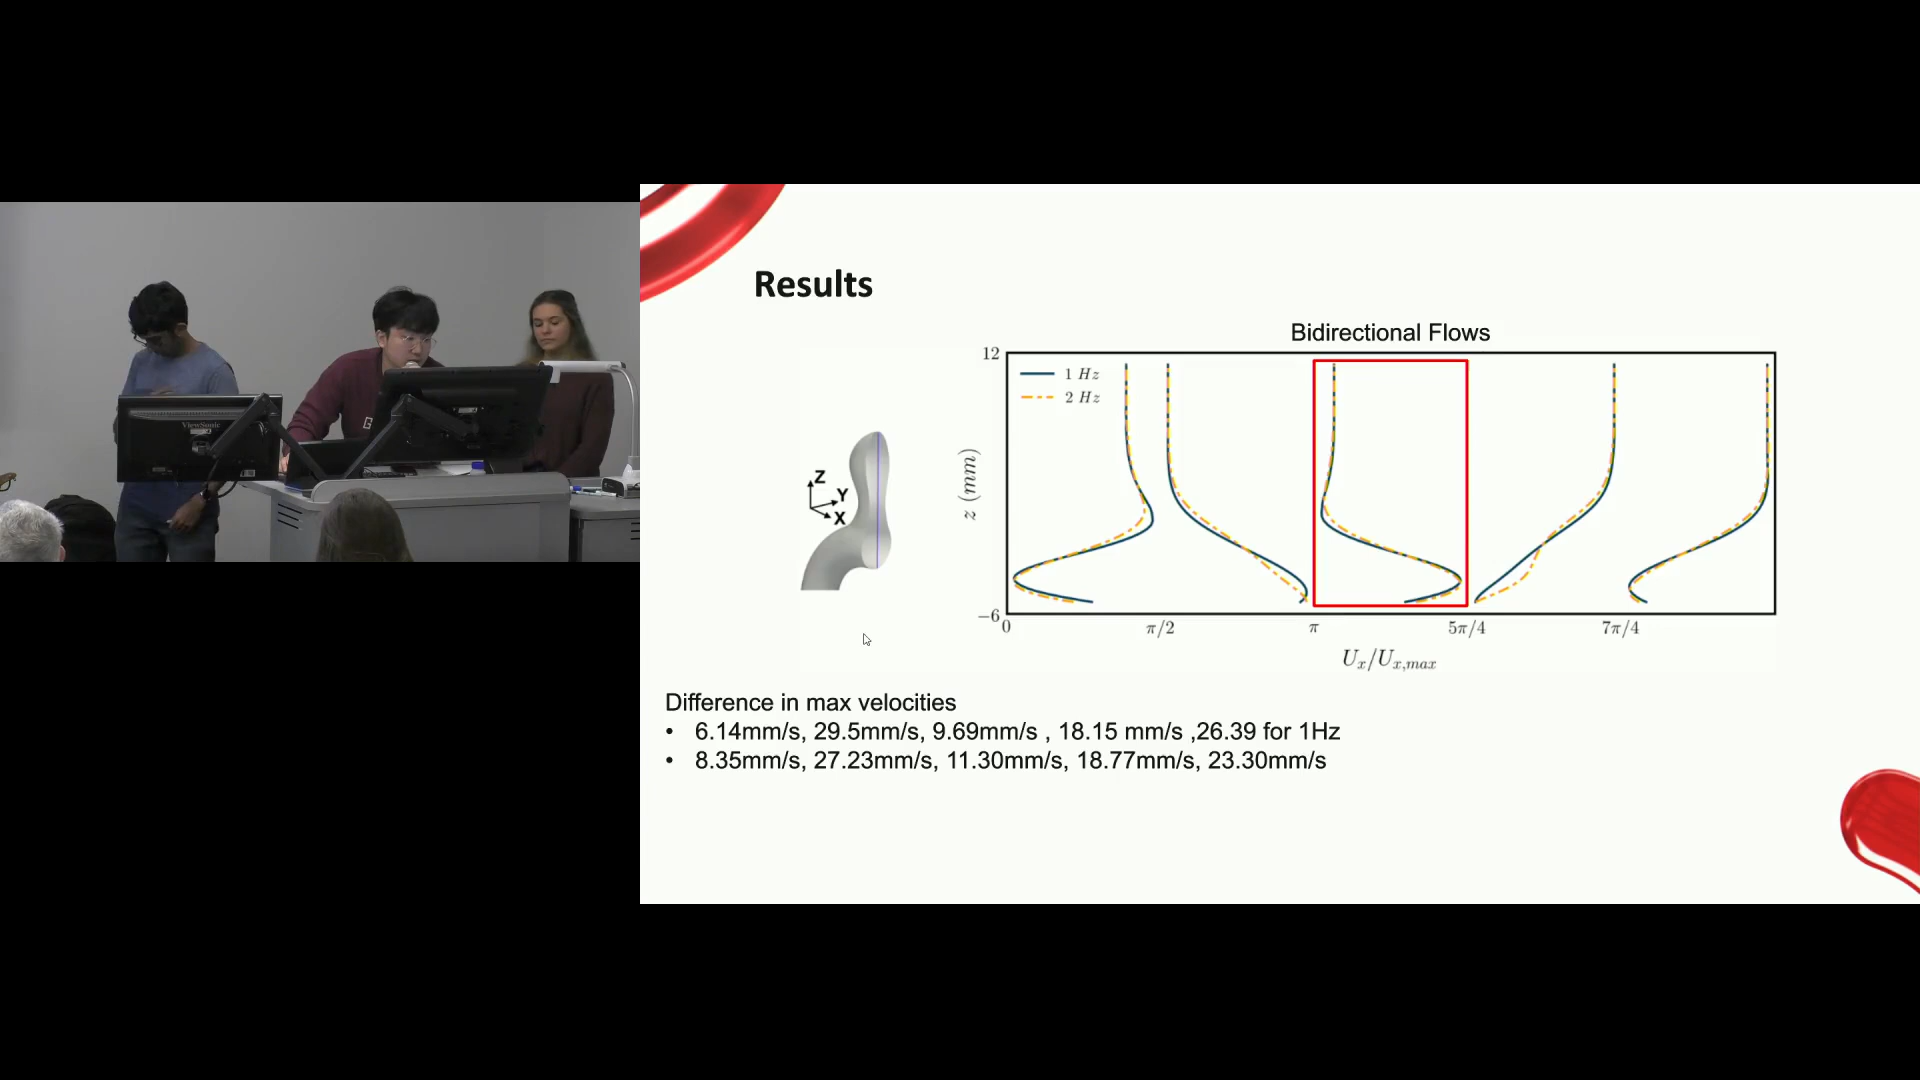 ViewSonic
Results
Bidirectional Flows
12
1 Hz
2 Hz
z (mm)
Z
Y
X
−6
0
π/2
π
5π/4
7π/4
Uₓ/Uₓ,ₘₐₓ
Difference in max velocities
• 6.14mm/s, 29.5mm/s, 9.69mm/s , 18.15 mm/s ,26.39 for 1Hz
• 8.35mm/s, 27.23mm/s, 11.30mm/s, 18.77mm/s, 23.30mm/s